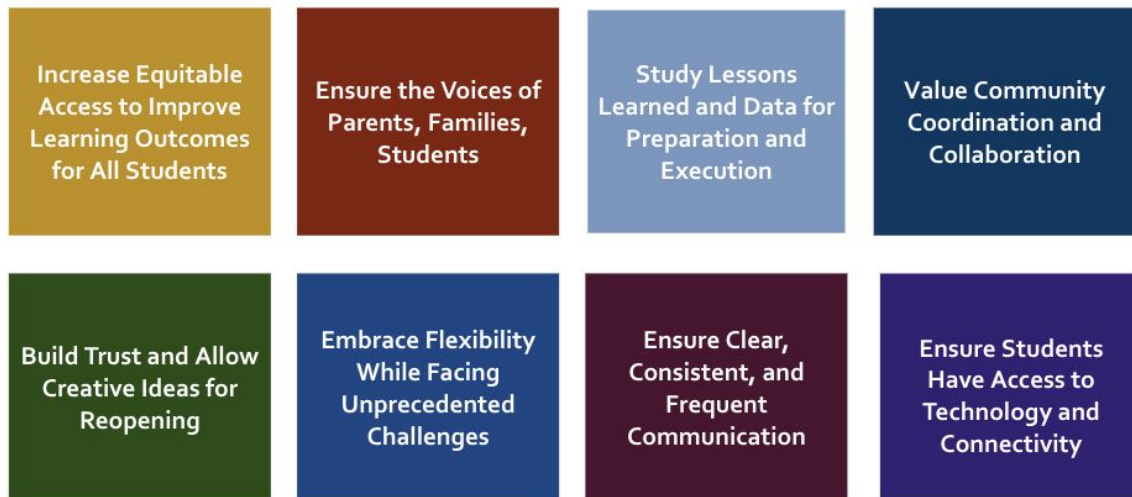 Increase Equitable
Access to Improve
Learning Outcomes
for All Students
Ensure the Voices of
Parents, Families,
Students
Study Lessons
Learned and Data for
Preparation and
Execution
Value Community
Coordination and
Collaboration
Build Trust and Allow
Creative Ideas for
Reopening
Embrace Flexibility
While Facing
Unprecedented
Challenges
Ensure Clear,
Consistent, and
Frequent
Communication
Ensure Students
Have Access to
Technology and
Connectivity